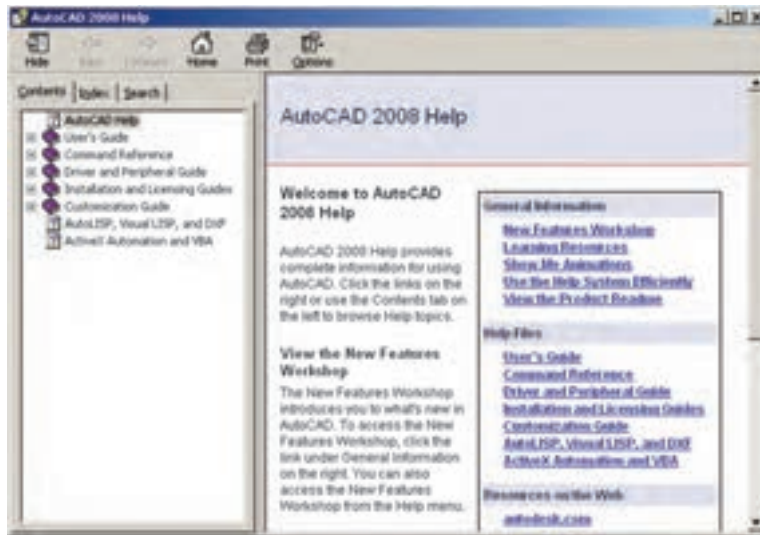 AutoCAD 2008 Help
Hide Back Forward Home Print Options
Contents Index Search
AutoCAD Help
User's Guide
Command Reference
Driver and Peripheral Guide
Installation and Licensing Guides
Customization Guide
AutoLISP, Visual LISP, and DXF
ActiveX Automation and VBA
AutoCAD 2008 Help
Welcome to AutoCAD
2008 Help
AutoCAD 2008 Help provides
complete information for using
AutoCAD. Click the links on the
right or use the Contents tab on
the left to browse Help topics.
View the New Features
Workshop
The New Features Workshop
introduces you to what's new in
AutoCAD. To access the New
Features Workshop, click the
link under General Information
on the right. You can also
access the New Features
Workshop from the Help menu.
General Information
New Features Workshop
Learning Resources
Show Me Animations
Use the Help System Efficiently
View the Product Readme
Help Files
User's Guide
Command Reference
Driver and Peripheral Guide
Installation and Licensing Guides
Customization Guide
AutoLISP, Visual LISP, and DXF
ActiveX Automation and VBA
Resources on the Web
autodesk.com